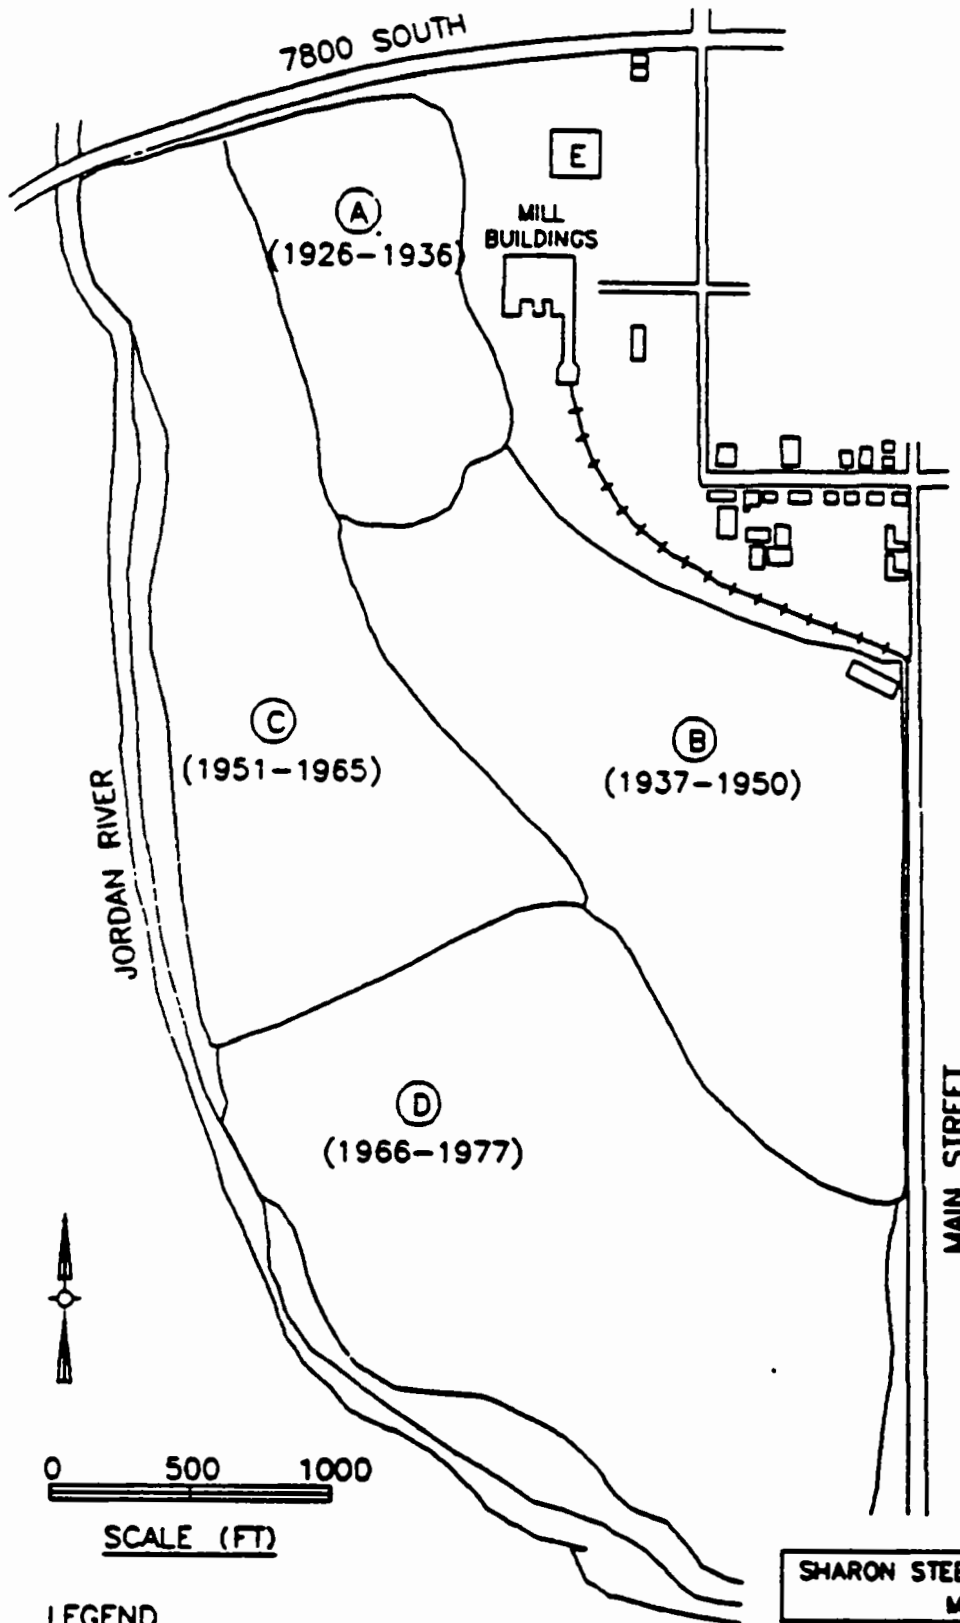 7800 SOUTH
E
A
(1926-1936)
MILL
BUILDINGS
C
(1951-1965)
B
(1937-1950)
JORDAN RIVER
D
(1966-1977)
MAIN STREET
0 500 1000
SCALE (FT)
SHARON STEE
M
LEGEND